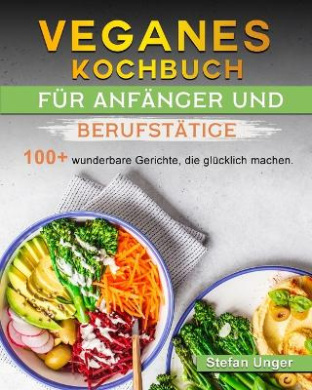 VEGANES
KOCHBUCH
FÜR ANFÄNGER UND
BERUFSTÄTIGE
100+ wunderbare Gerichte, die glücklich machen.
Stefan Unger